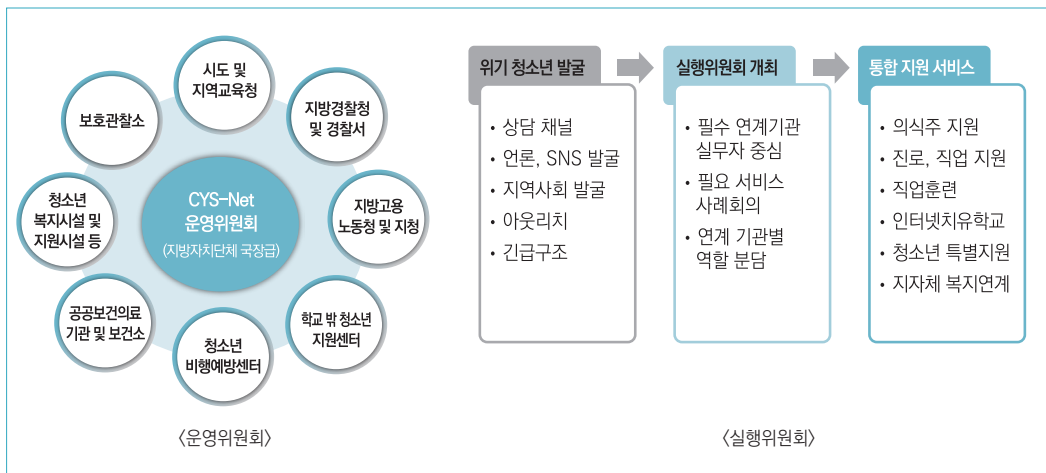 시도 및
지역교육청
지방경찰청
및 경찰서
지방고용
노동청 및 지청
학교 밖 청소년
지원센터
청소년
비행예방센터
공공보건의료
기관 및 보건소
청소년
복지시설 및
지원시설 등
보호관찰소
CYS-Net
운영위원회
(지방자치단체 국장급)
〈운영위원회〉
위기 청소년 발굴
• 상담 채널
• 언론, SNS 발굴
• 지역사회 발굴
• 아웃리치
• 긴급구조
실행위원회 개최
• 필수 연계기관
실무자 중심
• 필요 서비스
사례회의
• 연계 기관별
역할 분담
통합 지원 서비스
• 의식주 지원
• 진로, 직업 지원
• 직업훈련
• 인터넷치유학교
• 청소년 특별지원
• 지자체 복지연계
〈실행위원회〉